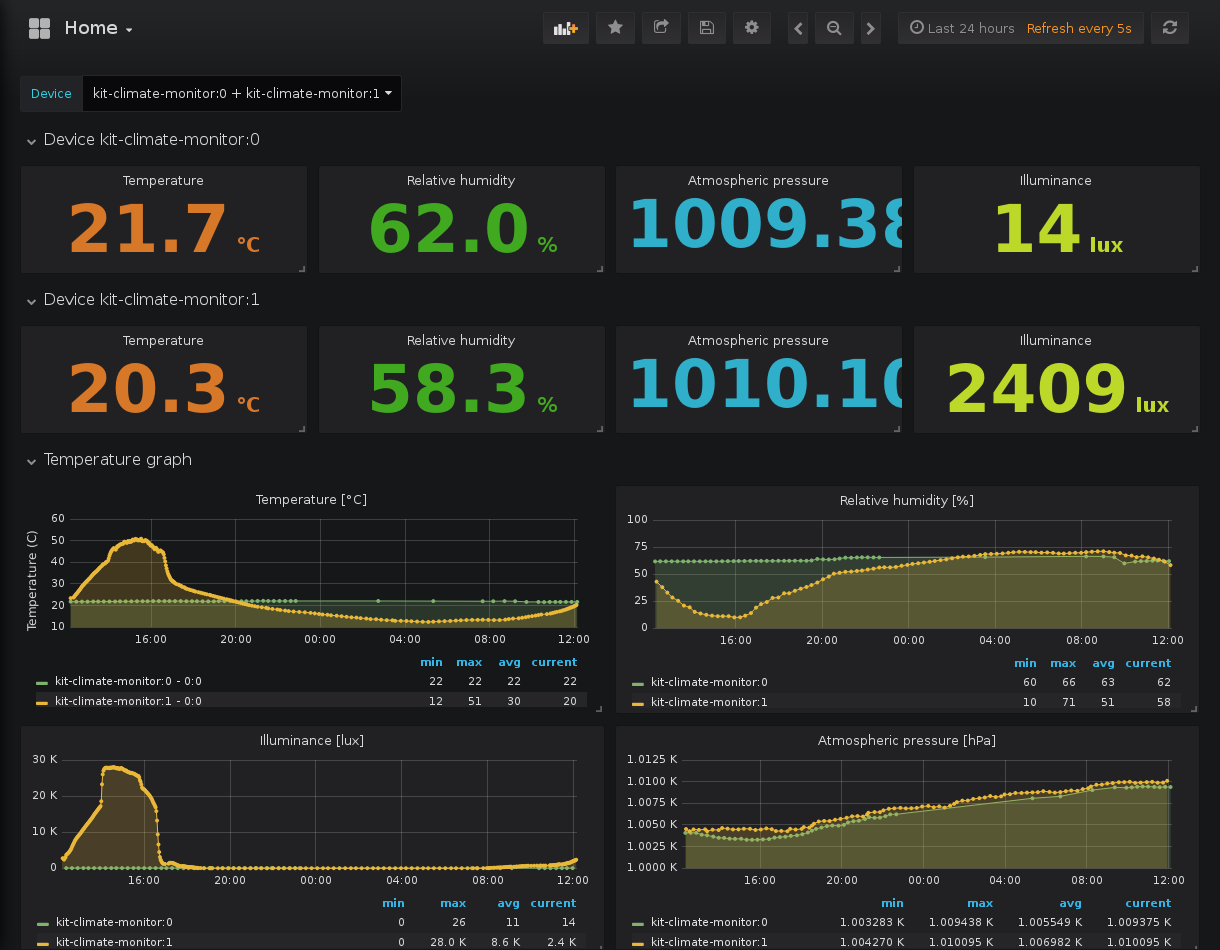 Home
Last 24 hours Refresh every 5s
Device kit-climate-monitor:0 + kit-climate-monitor:1
Device kit-climate-monitor:0
Temperature Relative humidity Atmospheric pressure Illuminance
21.7 °C 62.0 % 1009.38 14 lux
Device kit-climate-monitor:1
Temperature Relative humidity Atmospheric pressure Illuminance
20.3 °C 58.3 % 1010.10 2409 lux
Temperature graph
Temperature [°C]
Temperature (C)
60
50
40
30
20
10
16:00 20:00 00:00 04:00 08:00 12:00
min max avg current
kit-climate-monitor:0 - 0:0 22 22 22 22
kit-climate-monitor:1 - 0:0 12 51 30 20
Relative humidity [%]
100
75
50
25
0
16:00 20:00 00:00 04:00 08:00 12:00
min max avg current
kit-climate-monitor:0 60 66 63 62
kit-climate-monitor:1 10 71 51 58
Illuminance [lux]
30 K
20 K
10 K
0
16:00 20:00 00:00 04:00 08:00 12:00
min max avg current
kit-climate-monitor:0 0 26 11 14
kit-climate-monitor:1 0 28.0 K 8.6 K 2.4 K
Atmospheric pressure [hPa]
1.0125 K
1.0100 K
1.0075 K
1.0050 K
1.0025 K
1.0000 K
16:00 20:00 00:00 04:00 08:00 12:00
min max avg current
kit-climate-monitor:0 1.003283 K 1.009438 K 1.005549 K 1.009375 K
kit-climate-monitor:1 1.004270 K 1.010095 K 1.006982 K 1.010095 K